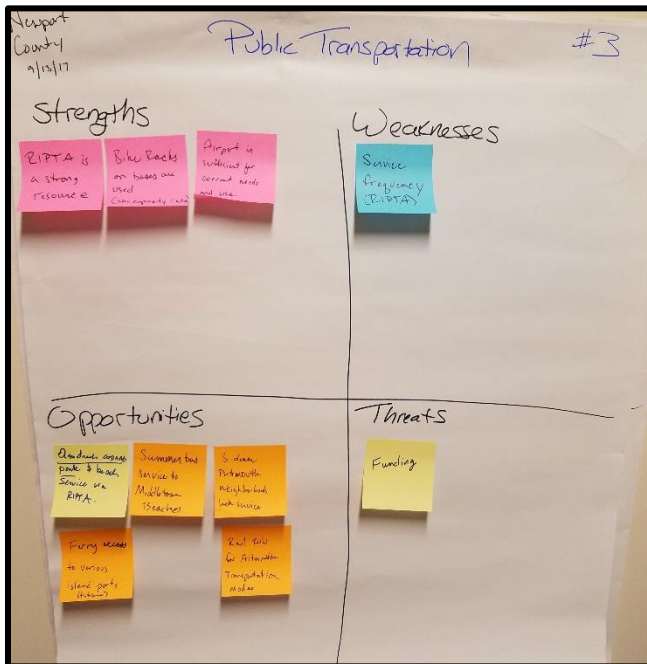 Newport
County
9/13/17
Public Transportation
#3
Strengths
RIPTA is
a strong
resource
Bike Racks
on buses are
used
Airport is
sufficient for
current needs
and use.
Weaknesses
Service
frequency
(RIPTA)
Opportunities
park & beach
Service via
RIPTA.
Summer bus
service to
Middletown
Beaches
Portsmouth
neighborhoods
lack service
Ferry access
to various
island ports
(future)
Rail
for Alternative
Transportation
Modes
Threats
Funding